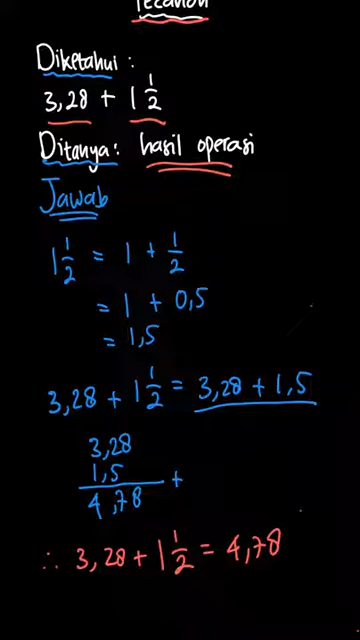 Diketahui :
3,28 + 1 1/2
Ditanya : hasil operasi
Jawab
1 1/2 = 1 + 1/2
= 1 + 0,5
= 1,5
3,28 + 1 1/2 = 3,28 + 1,5
3,28
1,5 +
4,78
∴ 3,28 + 1 1/2 = 4,78